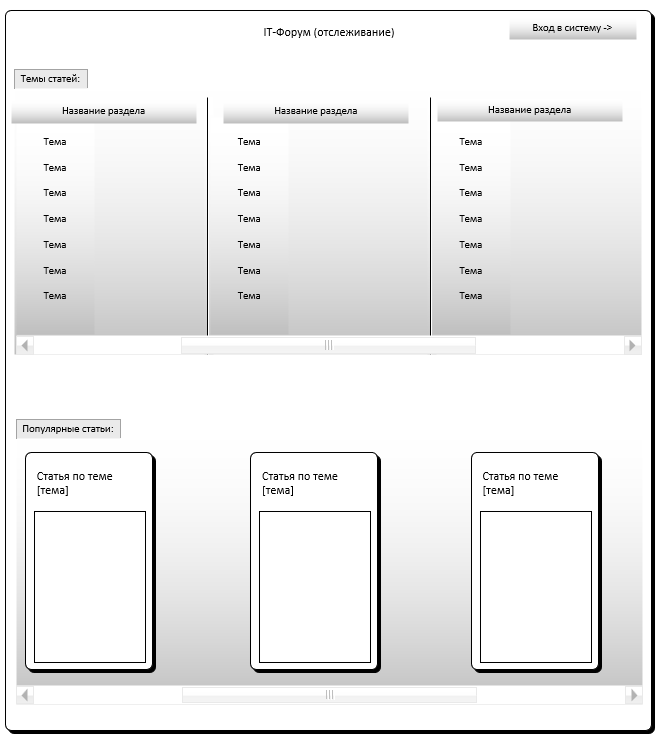 IT-Форум (отслеживание)
Вход в систему ->
Темы статей:
Название раздела
Тема
Тема
Тема
Тема
Тема
Тема
Тема
Название раздела
Тема
Тема
Тема
Тема
Тема
Тема
Тема
Название раздела
Тема
Тема
Тема
Тема
Тема
Тема
Тема
Популярные статьи:
Статья по теме
[тема]
Статья по теме
[тема]
Статья по теме
[тема]